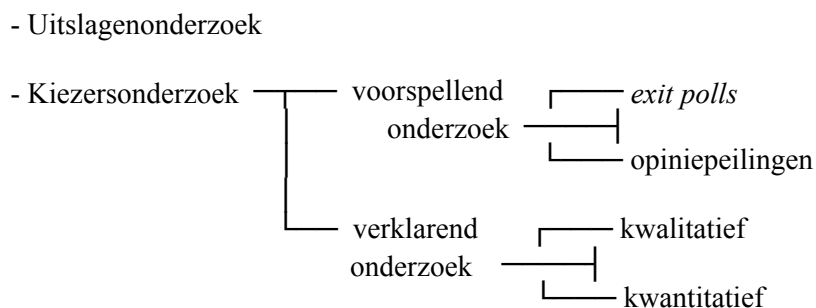 - Uitslagenonderzoek
- Kiezersonderzoek voorspellend exit polls
onderzoek
opiniepeilingen
verklarend kwalitatief
onderzoek
kwantitatief